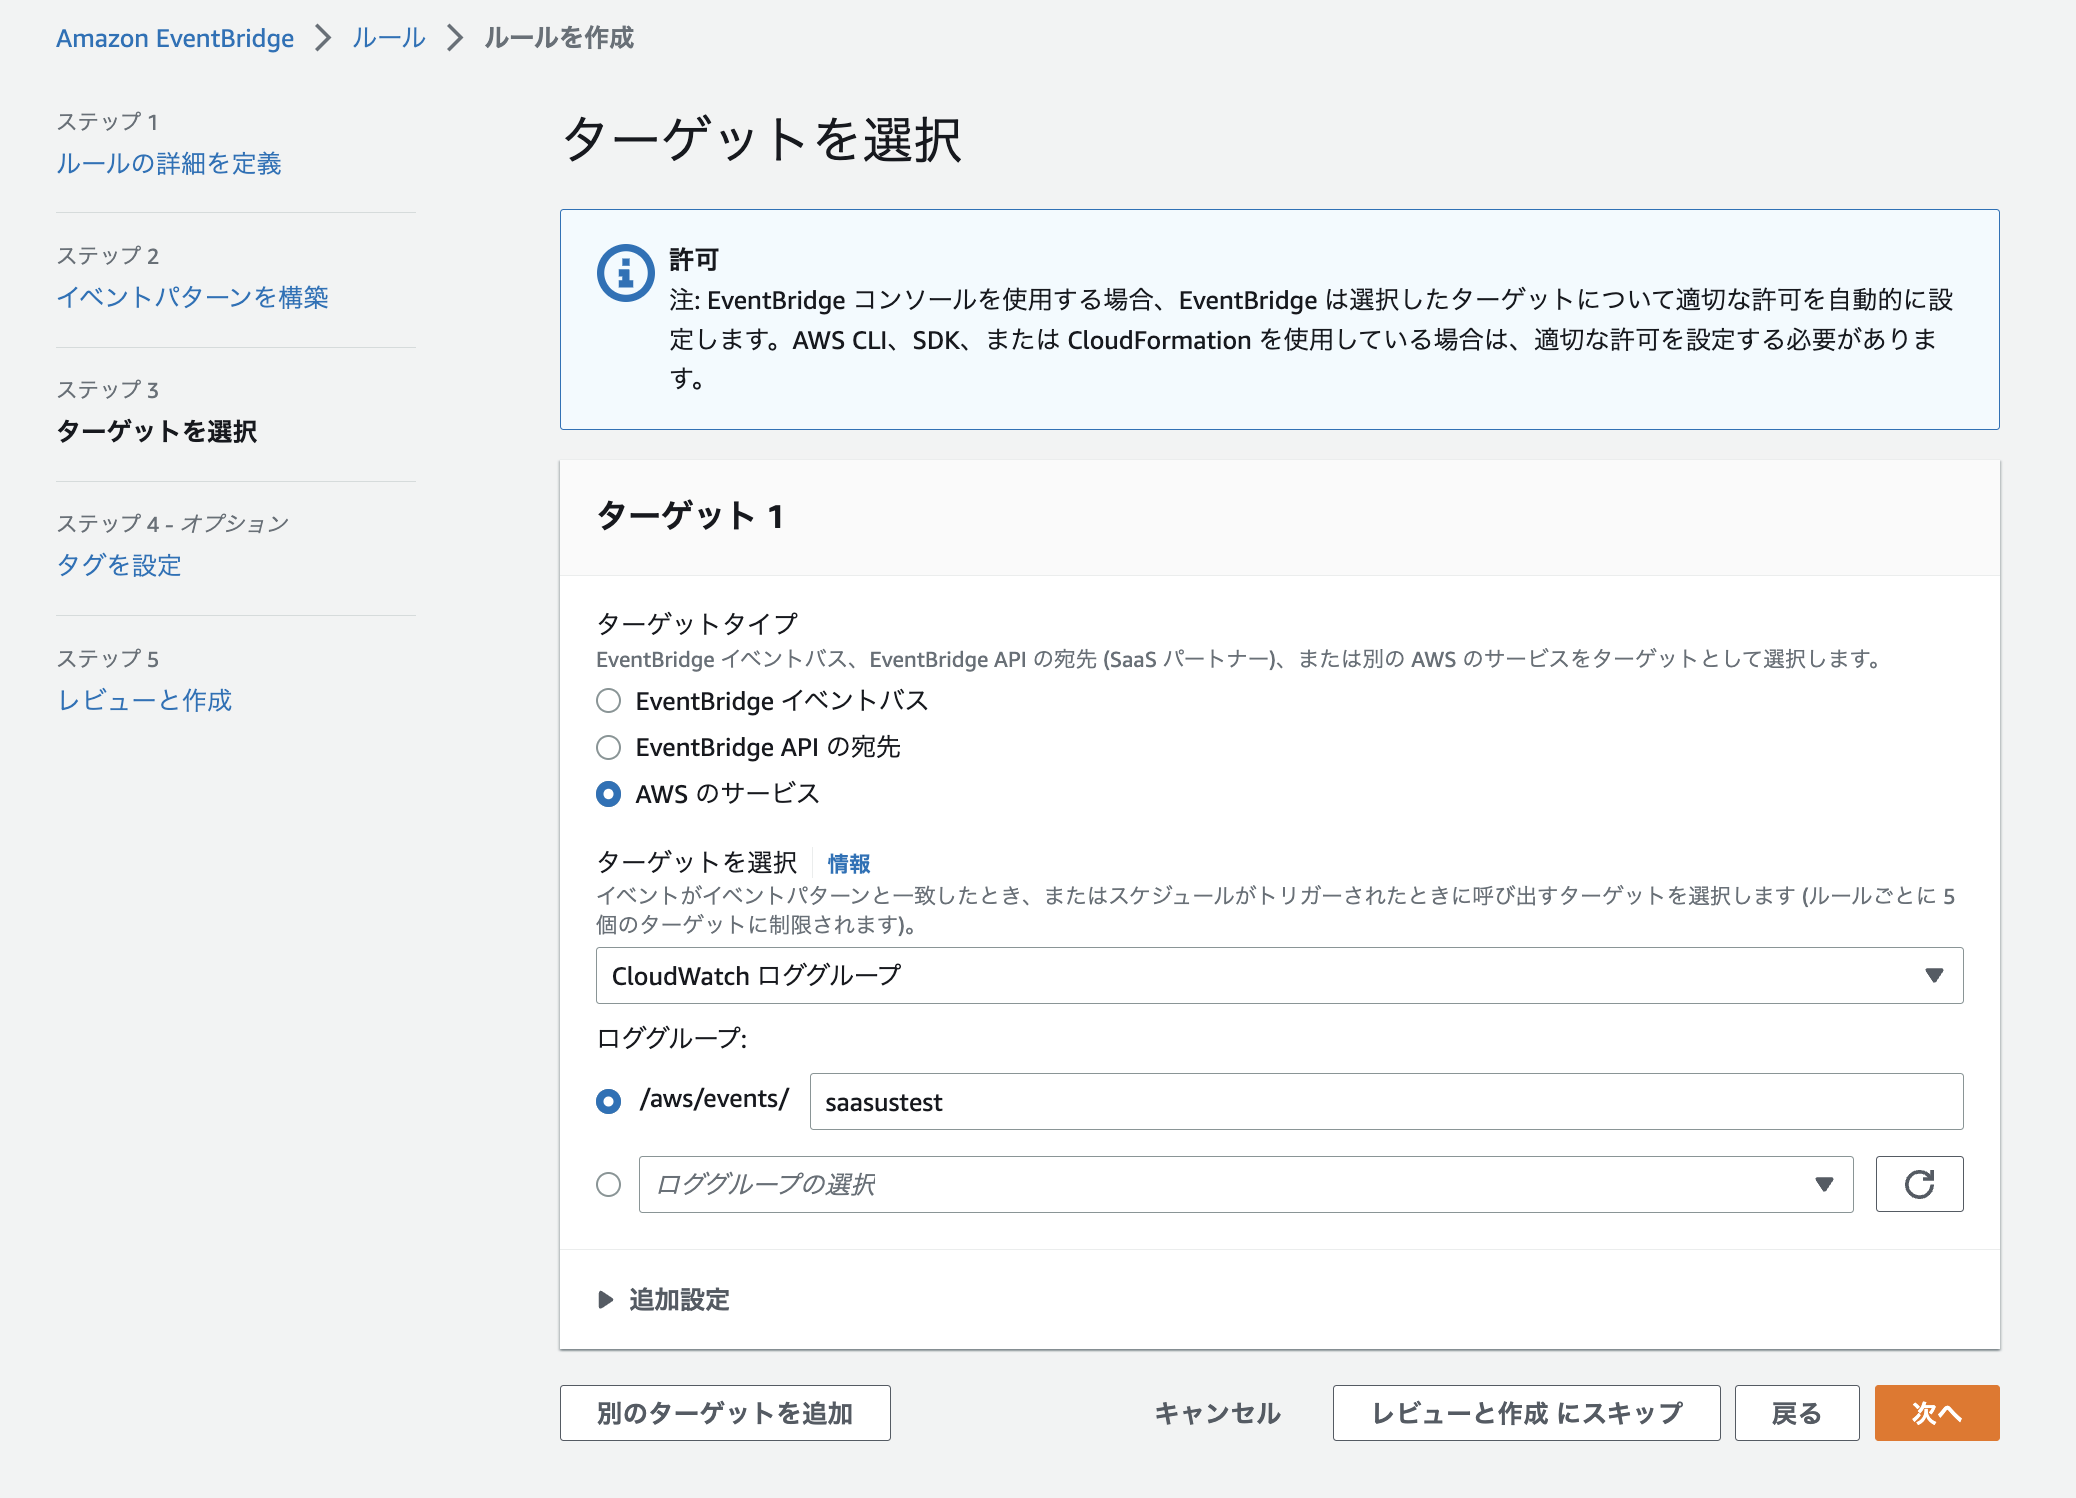 Amazon EventBridge > ルール > ルールを作成
ステップ 1
ルールの詳細を定義
ステップ 2
イベントパターンを構築
ステップ 3
ターゲットを選択
ステップ 4 - オプション
タグを設定
ステップ 5
レビューと作成
ターゲットを選択
許可
注: EventBridge コンソールを使用する場合、EventBridge は選択したターゲットについて適切な許可を自動的に設
定します。AWS CLI、SDK、または CloudFormation を使用している場合は、適切な許可を設定する必要がありま
す。
ターゲット 1
ターゲットタイプ
EventBridge イベントバス、EventBridge API の宛先 (SaaS パートナー)、または別の AWS のサービスをターゲットとして選択します。
EventBridge イベントバス
EventBridge API の宛先
AWS のサービス
ターゲットを選択 情報
イベントがイベントパターンと一致したとき、またはスケジュールがトリガーされたときに呼び出すターゲットを選択します (ルールごとに 5
個のターゲットに制限されます)。
CloudWatch ロググループ
ロググループ:
/aws/events/ saasustest
ロググループの選択
追加設定
別のターゲットを追加 キャンセル レビューと作成 にスキップ 戻る 次へ